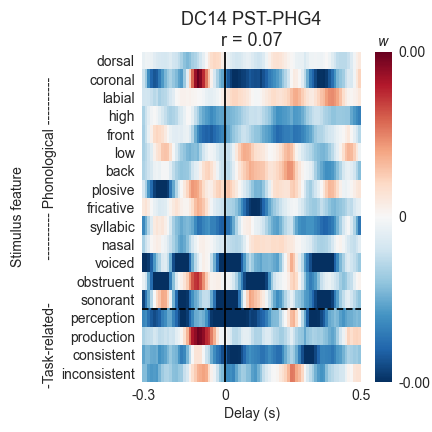 DC14 PST-PHG4
r = 0.07
w
dorsal
coronal
labial
high
front
low
back
plosive
fricative
syllabic
nasal
voiced
obstruent
sonorant
perception
production
consistent
inconsistent
Stimulus feature
---------- Phonological ----------
-Task-related-
0.00
0
-0.00
-0.3
0
0.5
Delay (s)